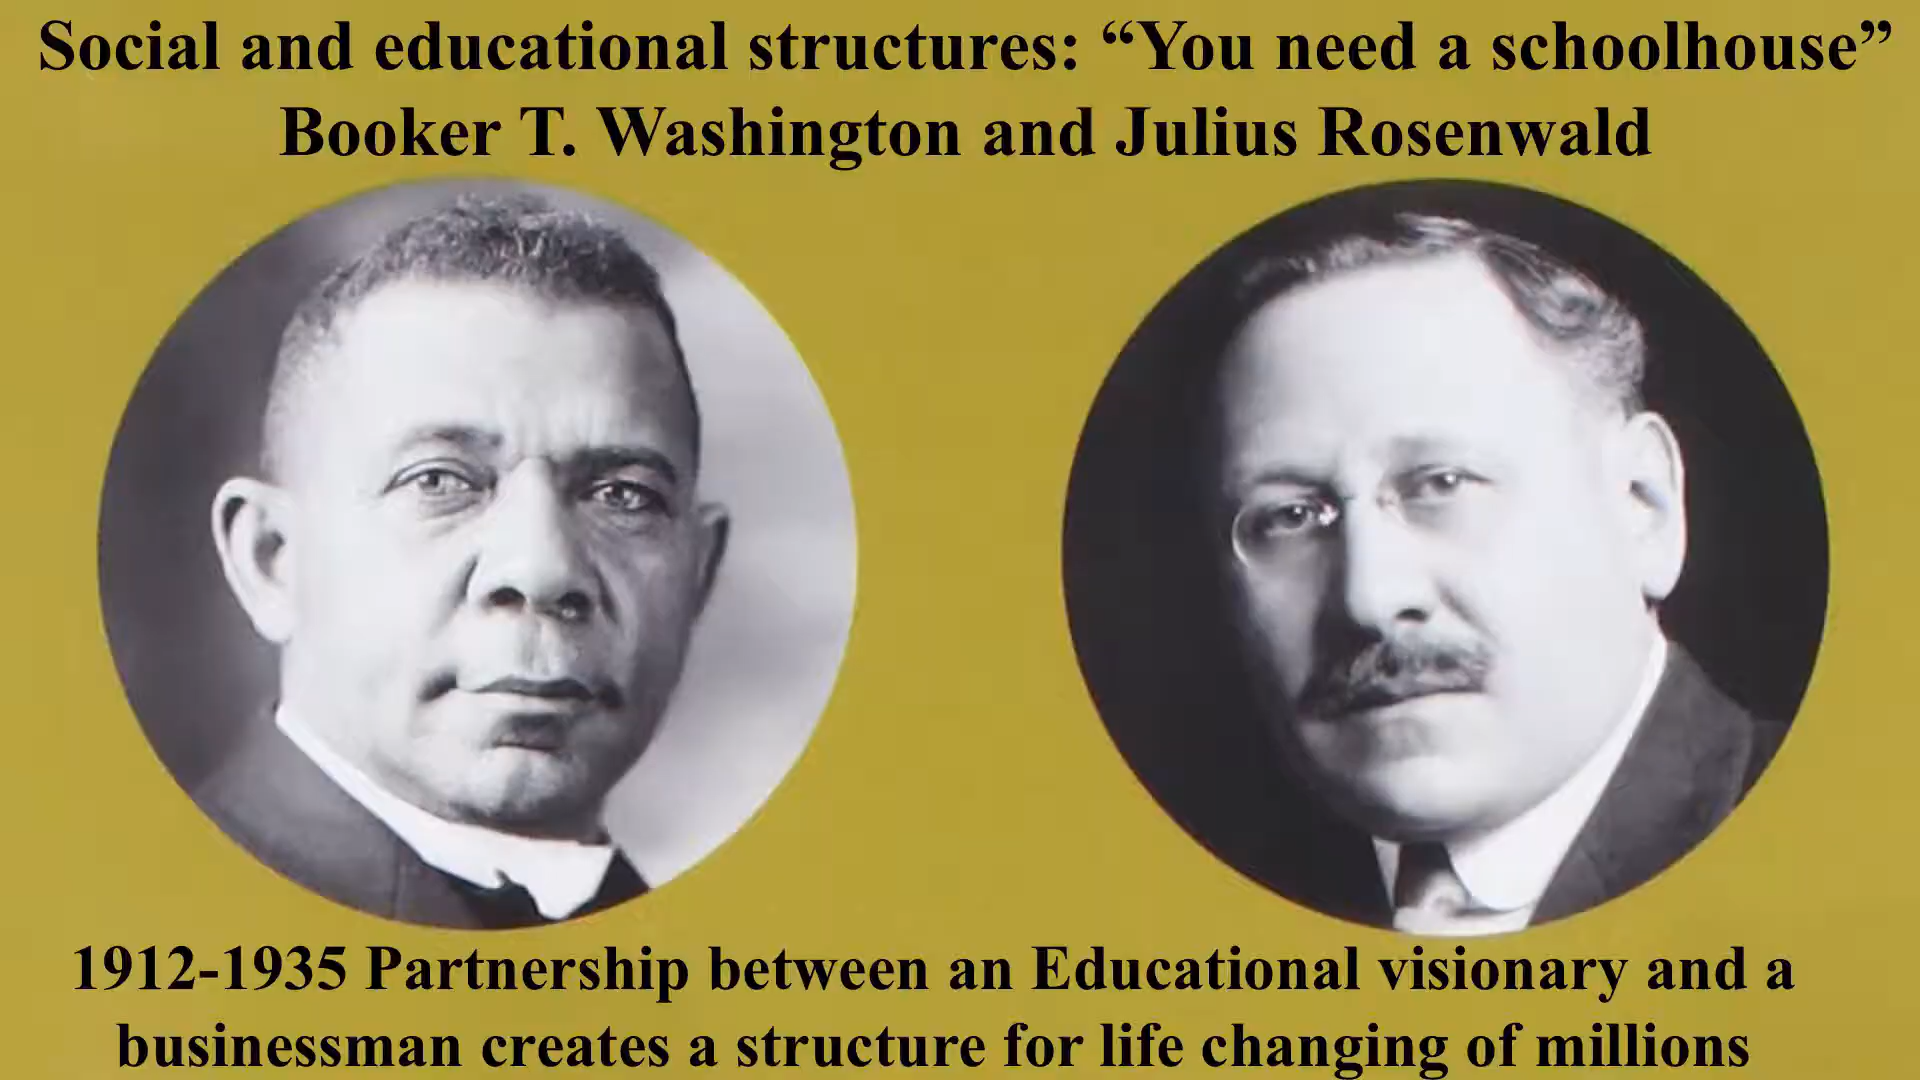 Social and educational structures: “You need a schoolhouse”
Booker T. Washington and Julius Rosenwald
1912-1935 Partnership between an Educational visionary and a
businessman creates a structure for life changing of millions